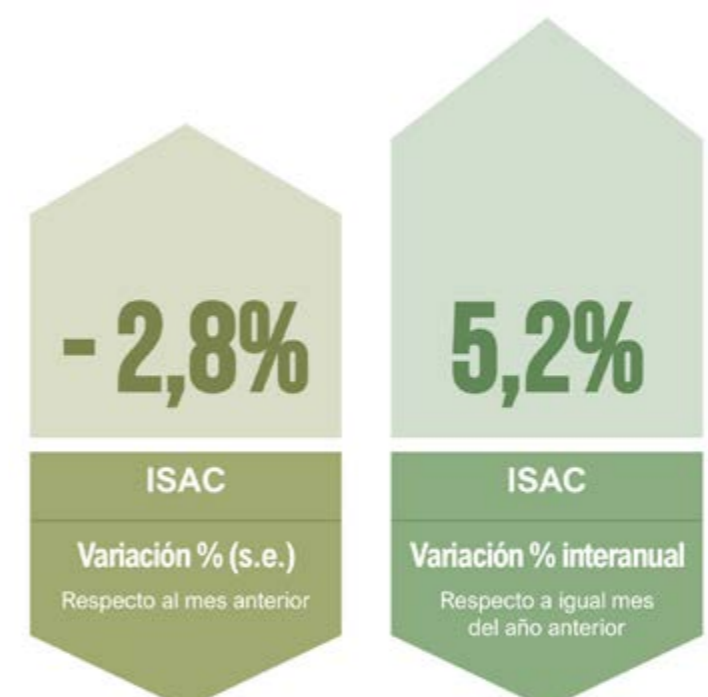 - 2,8%
ISAC
Variación % (s.e.)
Respecto al mes anterior
5,2%
ISAC
Variación % interanual
Respecto a igual mes
del año anterior